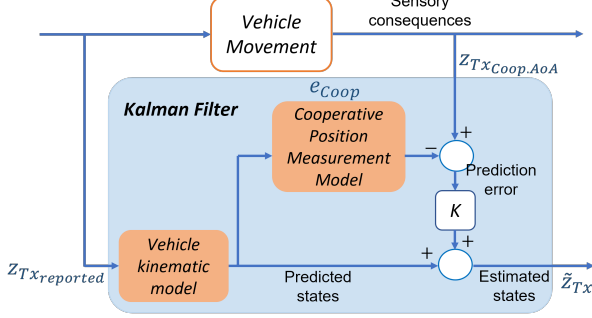 Sensory
consequences
Vehicle
Movement
z_{Tx_{Coop.AoA}}
e_{Coop}
Kalman Filter
Cooperative
Position
Measurement
Model
−
+
Prediction
error
K
+
+
Vehicle
kinematic
model
z_{Tx_{reported}}
Predicted
states
Estimated
states
z̃_{Tx}